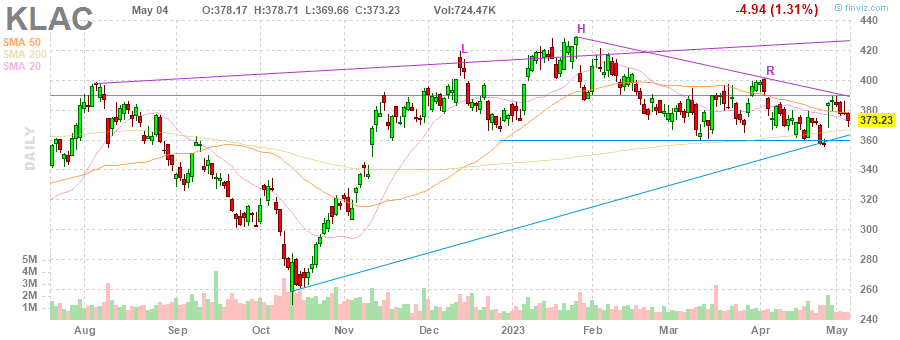 KLAC May 04 O:378.17 H:378.71 L:369.66 C:373.23 Vol:724.47K -4.94 (1.31%)
© finviz.com
SMA 50
SMA 200
SMA 20
DAILY
L
H
R
440
420
400
380
373.23
360
340
320
300
280
260
240
5M
4M
3M
2M
1M
Aug Sep Oct Nov Dec 2023 Feb Mar Apr May